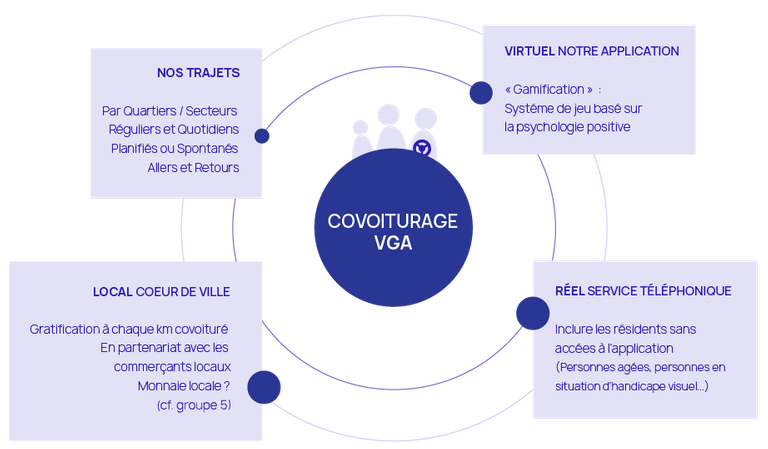 NOS TRAJETS
Par Quartiers / Secteurs
Réguliers et Quotidiens
Planifiés ou Spontanés
Allers et Retours
VIRTUEL NOTRE APPLICATION
« Gamification » :
Système de jeu basé sur
la psychologie positive
COVOITURAGE
VGA
LOCAL COEUR DE VILLE
Gratification à chaque km covoituré
En partenariat avec les
commerçants locaux
Monnaie locale ?
(cf. groupe 5)
RÉEL SERVICE TÉLÉPHONIQUE
Inclure les résidents sans
accées à l'application
(Personnes agées, personnes en
situation d'handicape visuel...)